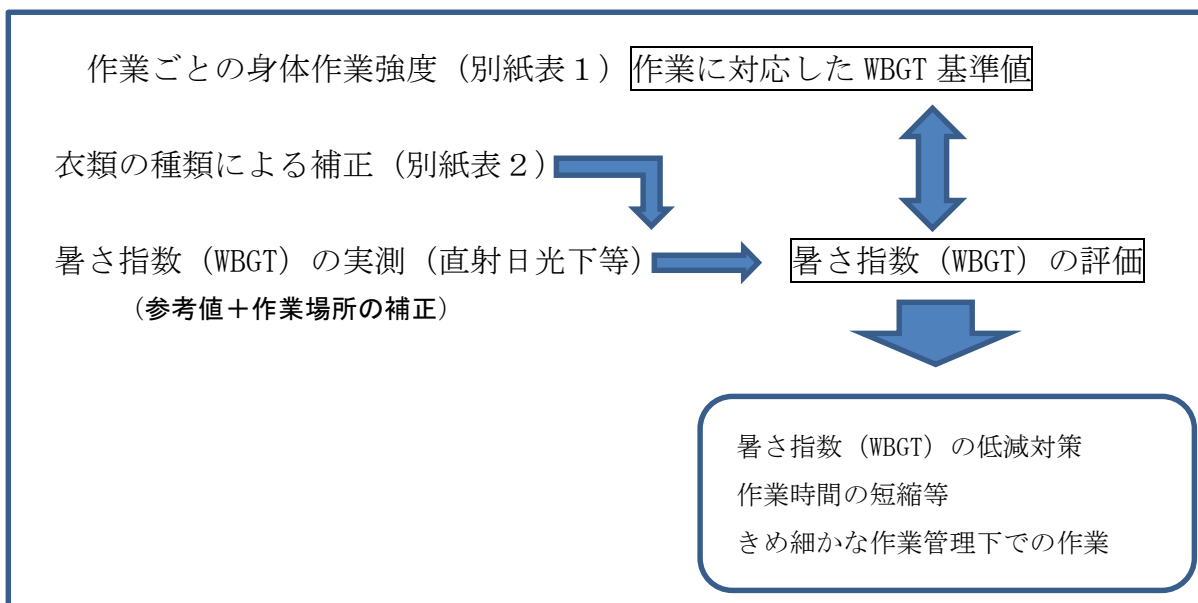 作業ごとの身体作業強度（別紙表１）作業に対応した WBGT 基準値
衣類の種類による補正（別紙表２）
暑さ指数（WBGT）の実測（直射日光下等） 暑さ指数（WBGT）の評価
（参考値＋作業場所の補正）
暑さ指数（WBGT）の低減対策
作業時間の短縮等
きめ細かな作業管理下での作業